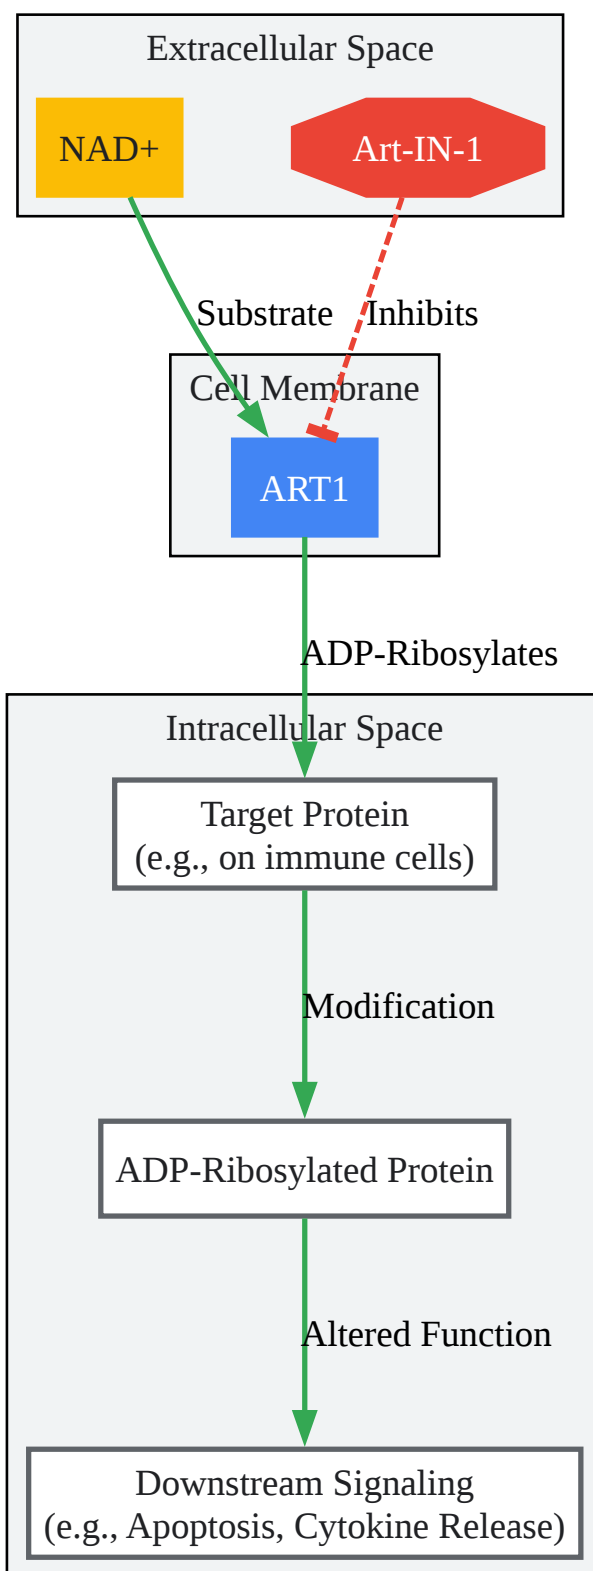 Extracellular Space
NAD+
Art-IN-1
Substrate
Inhibits
Cell Membrane
ART1
ADP-Ribosylates
Intracellular Space
Target Protein
(e.g., on immune cells)
Modification
ADP-Ribosylated Protein
Altered Function
Downstream Signaling
(e.g., Apoptosis, Cytokine Release)